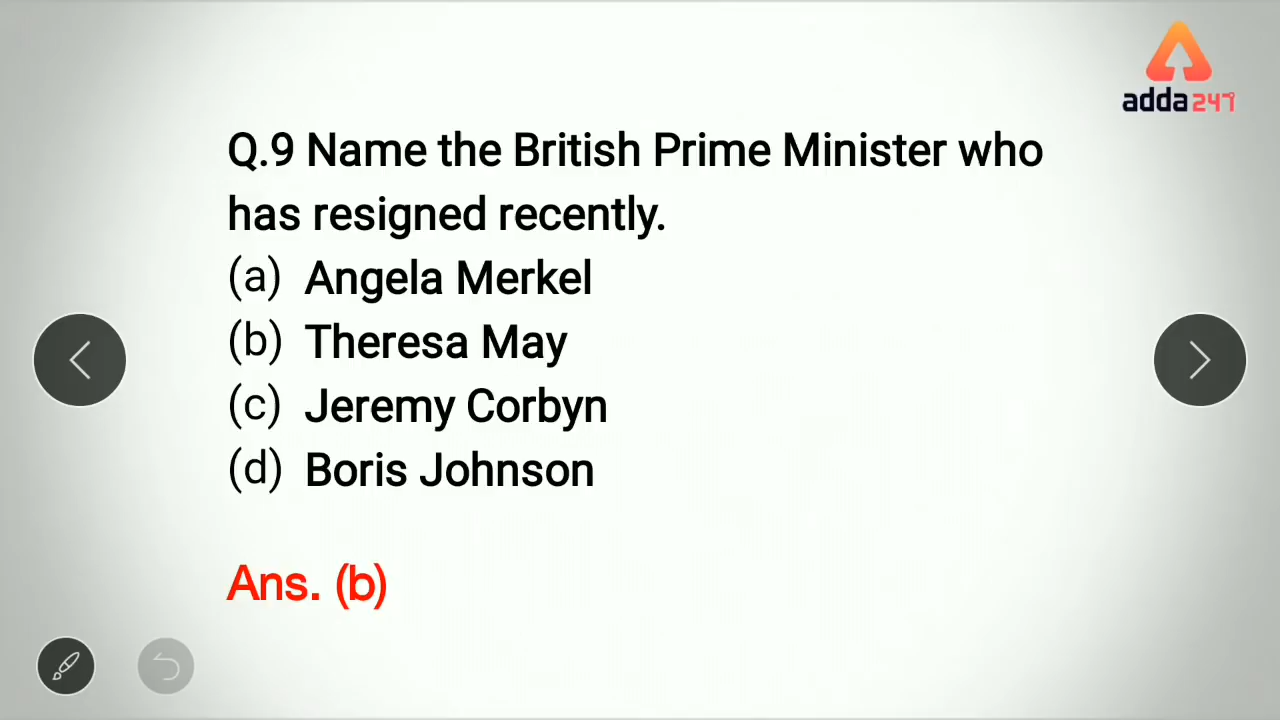 adda247
Q.9 Name the British Prime Minister who
has resigned recently.
(a) Angela Merkel
(b) Theresa May
(c) Jeremy Corbyn
(d) Boris Johnson
Ans. (b)